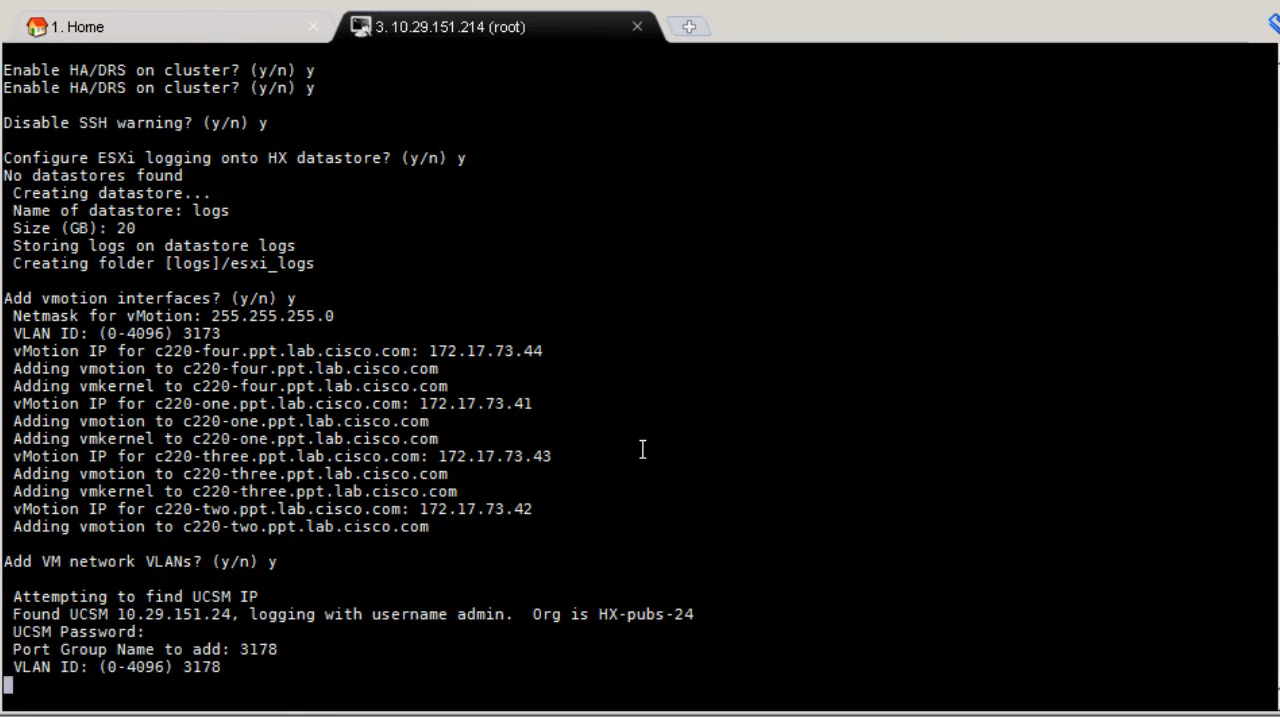 1. Home
3. 10.29.151.214 (root)
Enable HA/DRS on cluster? (y/n) y
Enable HA/DRS on cluster? (y/n) y
Disable SSH warning? (y/n) y
Configure ESXi logging onto HX datastore? (y/n) y
No datastores found
Creating datastore...
Name of datastore: logs
Size (GB): 20
Storing logs on datastore logs
Creating folder [logs]/esxi_logs
Add vmotion interfaces? (y/n) y
Netmask for vMotion: 255.255.255.0
VLAN ID: (0-4096) 3173
vMotion IP for c220-four.ppt.lab.cisco.com: 172.17.73.44
Adding vmotion to c220-four.ppt.lab.cisco.com
Adding vmkernel to c220-four.ppt.lab.cisco.com
vMotion IP for c220-one.ppt.lab.cisco.com: 172.17.73.41
Adding vmotion to c220-one.ppt.lab.cisco.com
Adding vmkernel to c220-one.ppt.lab.cisco.com
vMotion IP for c220-three.ppt.lab.cisco.com: 172.17.73.43
Adding vmotion to c220-three.ppt.lab.cisco.com
Adding vmkernel to c220-three.ppt.lab.cisco.com
vMotion IP for c220-two.ppt.lab.cisco.com: 172.17.73.42
Adding vmotion to c220-two.ppt.lab.cisco.com
Add VM network VLANs? (y/n) y
Attempting to find UCSM IP
Found UCSM 10.29.151.24, logging with username admin.  Org is HX-pubs-24
UCSM Password:
Port Group Name to add: 3178
VLAN ID: (0-4096) 3178